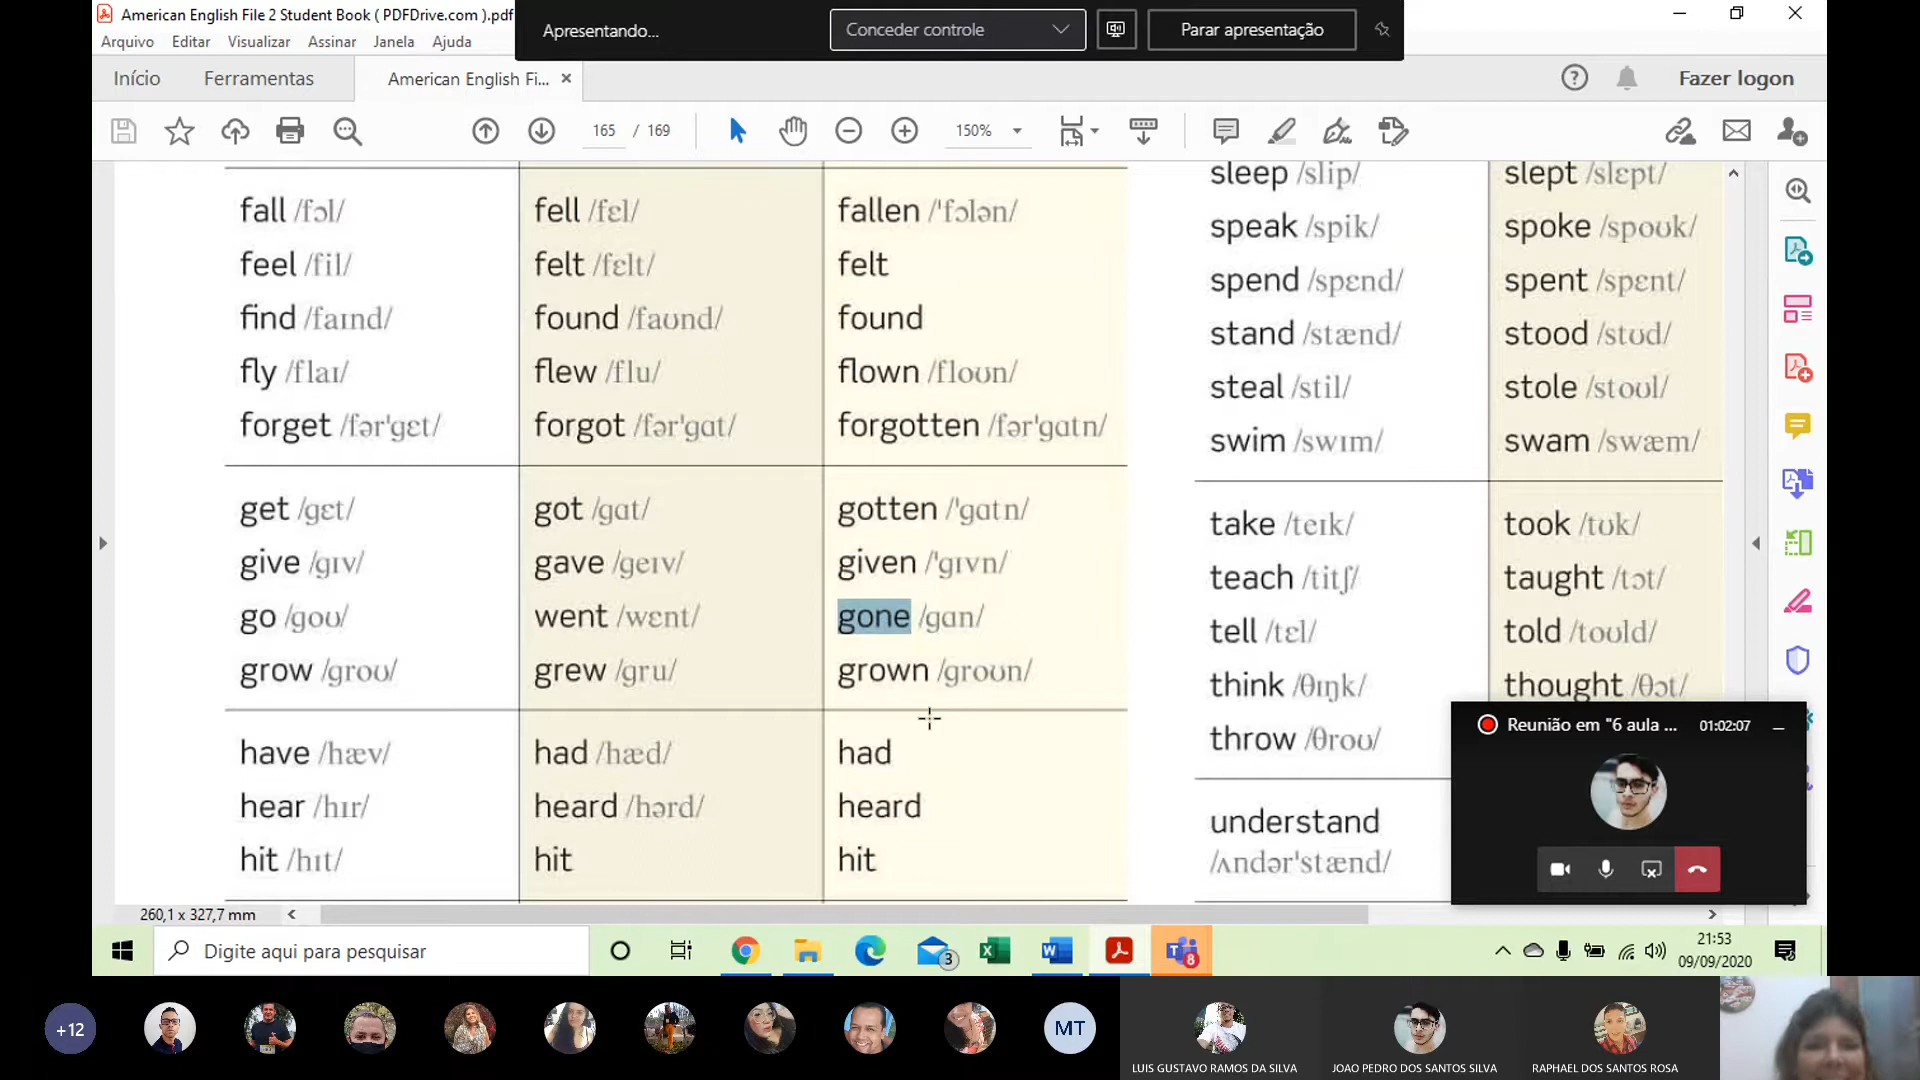 American English File 2 Student Book ( PDFDrive.com ).pdf
Arquivo Editar Visualizar Assinar Janela Ajuda
Apresentando...
Conceder controle
Parar apresentação
Início Ferramentas American English Fi... ×
Fazer logon
165 / 169
150%
fall /fɔl/ fell /fɛl/ fallen /ˈfɔlən/
feel /fil/ felt /fɛlt/ felt
find /faɪnd/ found /faʊnd/ found
fly /flaɪ/ flew /flu/ flown /floʊn/
forget /fərˈgɛt/ forgot /fərˈgɑt/ forgotten /fərˈgɑtn/
get /gɛt/ got /gɑt/ gotten /ˈgɑtn/
give /gɪv/ gave /geɪv/ given /ˈgɪvn/
go /goʊ/ went /wɛnt/ gone /gɑn/
grow /groʊ/ grew /gru/ grown /groʊn/
have /hæv/ had /hæd/ had
hear /hɪr/ heard /hərd/ heard
hit /hɪt/ hit hit
sleep /slip/ slept /slɛpt/
speak /spik/ spoke /spoʊk/
spend /spɛnd/ spent /spɛnt/
stand /stænd/ stood /stʊd/
steal /stil/ stole /stoʊl/
swim /swɪm/ swam /swæm/
take /teɪk/ took /tʊk/
teach /titʃ/ taught /tɔt/
tell /tɛl/ told /toʊld/
think /θɪŋk/ thought /θɔt/
throw /θroʊ/
understand
/ʌndərˈstænd/
Reunião em "6 aula ... 01:02:07
260,1 x 327,7 mm
Digite aqui para pesquisar
3
8
21:53
09/09/2020
+12
MT
LUIS GUSTAVO RAMOS DA SILVA
JOAO PEDRO DOS SANTOS SILVA
RAPHAEL DOS SANTOS ROSA